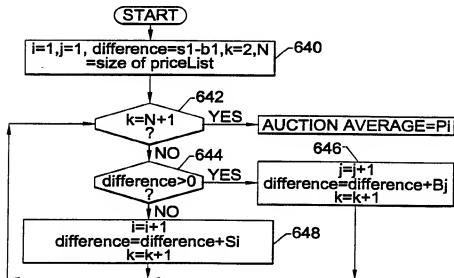 START
i=1,j=1, difference=s1-b1,k=2,N
=size of priceList
640
642
k=N+1
?
YES
AUCTION AVERAGE=Pi
NO
644
646
difference>0
?
YES
j=j+1
difference=difference+Bj
k=k+1
NO
i=i+1
difference=difference+Si
k=k+1
648